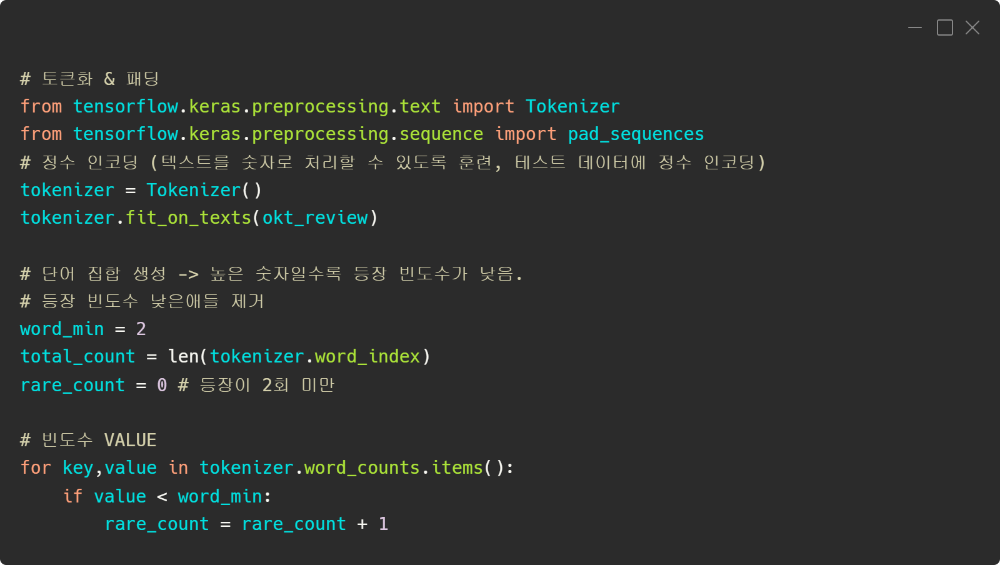 # 토큰화 & 패딩
from tensorflow.keras.preprocessing.text import Tokenizer
from tensorflow.keras.preprocessing.sequence import pad_sequences
# 정수 인코딩 (텍스트를 숫자로 처리할 수 있도록 훈련, 테스트 데이터에 정수 인코딩)
tokenizer = Tokenizer()
tokenizer.fit_on_texts(okt_review)
# 단어 집합 생성 -> 높은 숫자일수록 등장 빈도수가 낮음.
# 등장 빈도수 낮은애들 제거
word_min = 2
total_count = len(tokenizer.word_index)
rare_count = 0 # 등장이 2회 미만
# 빈도수 VALUE
for key,value in tokenizer.word_counts.items():
    if value < word_min:
        rare_count = rare_count + 1